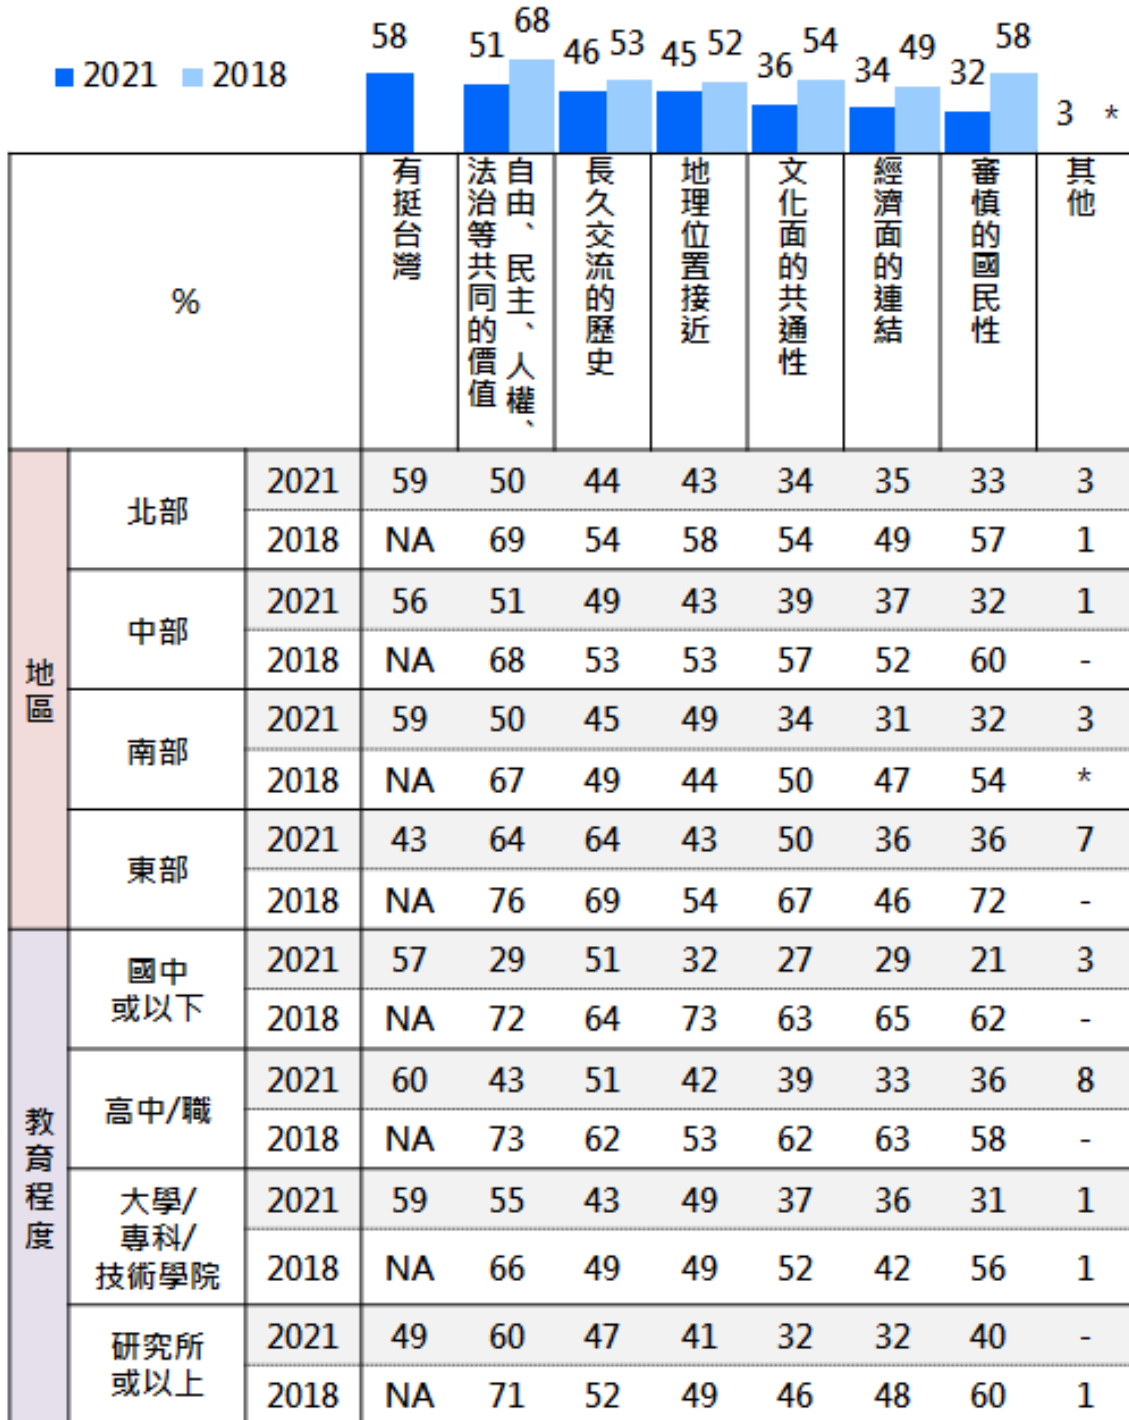 2021 2018
58 51 68 46 53 45 52 36 54 34 49 32 58 3 *
%
有挺台灣
自由、民主、人權、
法治等共同的價值
長久交流的歷史
地理位置接近
文化面的共通性
經濟面的連結
審慎的國民性
其他
地區
北部
2021 59 50 44 43 34 35 33 3
2018 NA 69 54 58 54 49 57 1
中部
2021 56 51 49 43 39 37 32 1
2018 NA 68 53 53 57 52 60 -
南部
2021 59 50 45 49 34 31 32 3
2018 NA 67 49 44 50 47 54 *
東部
2021 43 64 64 43 50 36 36 7
2018 NA 76 69 54 67 46 72 -
教育程度
國中
或以下
2021 57 29 51 32 27 29 21 3
2018 NA 72 64 73 63 65 62 -
高中/職
2021 60 43 51 42 39 33 36 8
2018 NA 73 62 53 62 63 58 -
大學/
專科/
技術學院
2021 59 55 43 49 37 36 31 1
2018 NA 66 49 49 52 42 56 1
研究所
或以上
2021 49 60 47 41 32 32 40 -
2018 NA 71 52 49 46 48 60 1